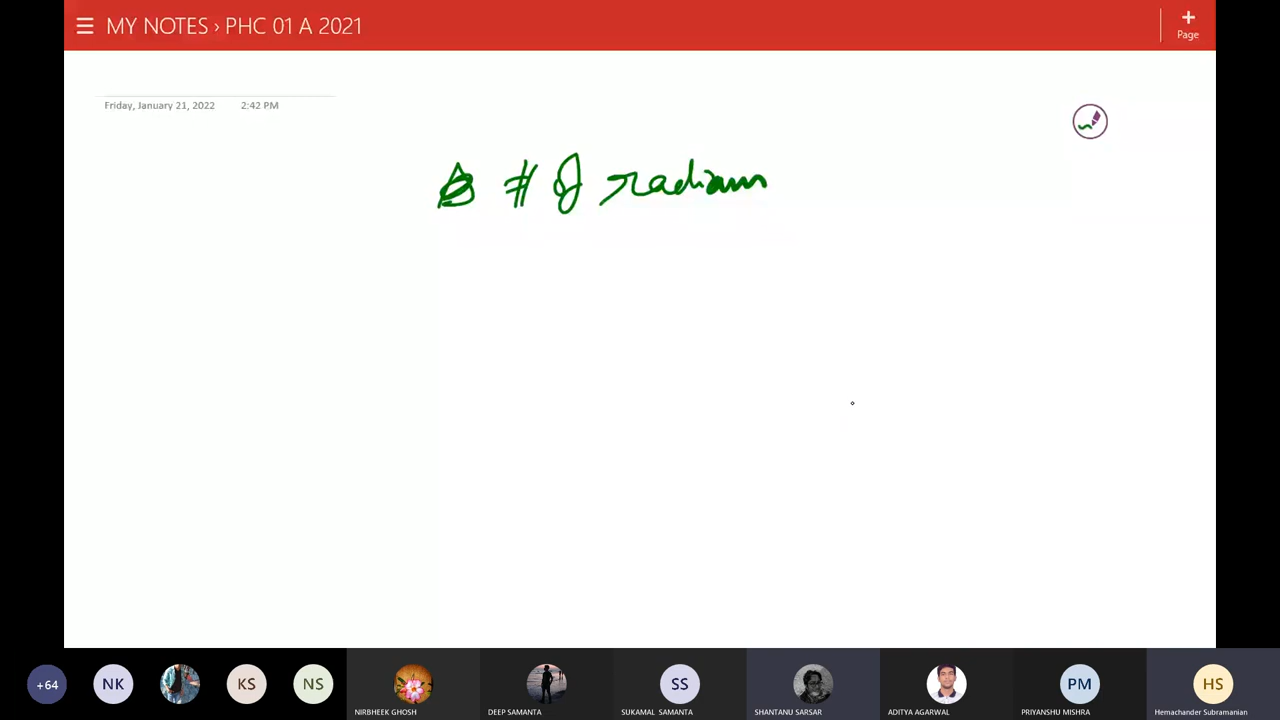 MY NOTES › PHC 01 A 2021
+
Page
Friday, January 21, 2022 2:42 PM
# of radians
+64
NK
KS
NS
SS
PM
HS
NIRBHEEK GHOSH
DEEP SAMANTA
SUKAMAL SAMANTA
SHANTANU SARSAR
ADITYA AGARWAL
PRIYANSHU MISHRA
Hemachander Subramanian